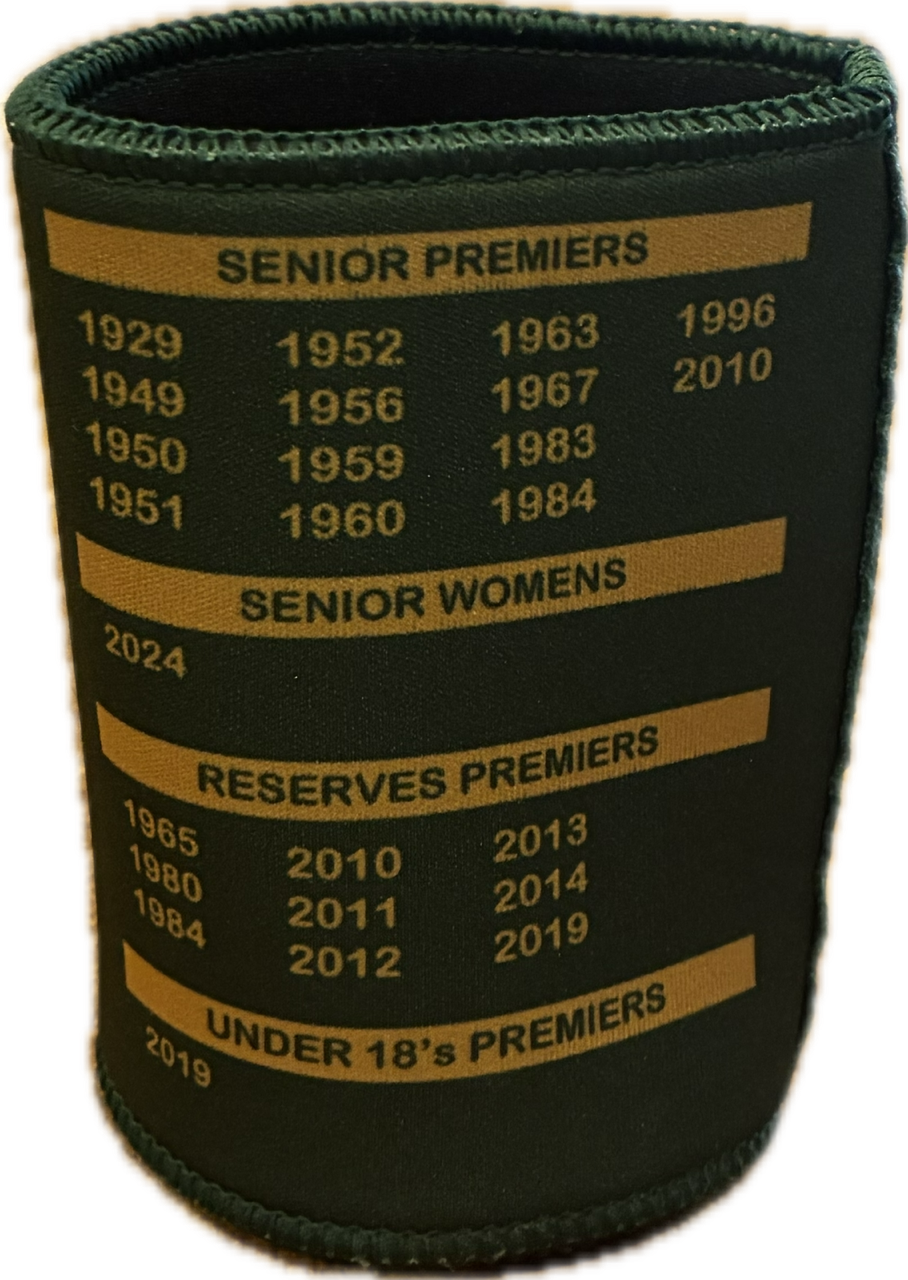 SENIOR PREMIERS
1929 1952 1963 1996
1949 1956 1967 2010
1950 1959 1983
1951 1960 1984
SENIOR WOMENS
2024
RESERVES PREMIERS
1965 2010 2013
1980 2011 2014
1984 2012 2019
UNDER 18's PREMIERS
2019